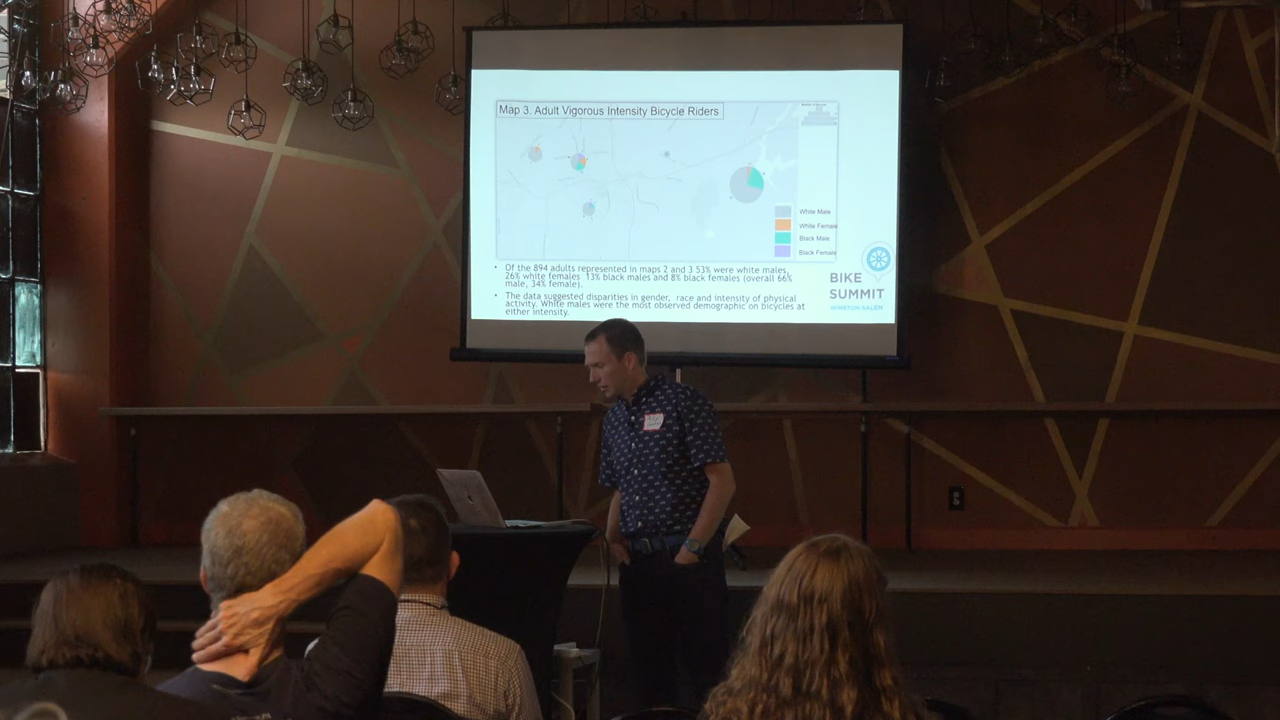 Map 3. Adult Vigorous Intensity Bicycle Riders
White Male
White Female
Black Male
Black Female
• Of the 894 adults represented in maps 2 and 3 53% were white males,
26% white females 13% black males and 8% black females (overall 66%
male, 34% female).
• The data suggested disparities in gender, race and intensity of physical
activity. White males were the most observed demographic on bicycles at
either intensity.
BIKE
SUMMIT
WINSTON-SALEM